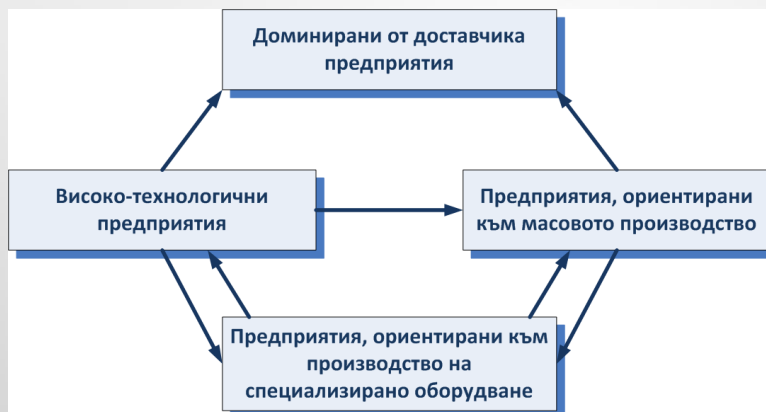 Доминирани от доставчика
предприятия
Високо-технологични
предприятия
Предприятия, ориентирани
към масовото производство
Предприятия, ориентирани към
производство на
специализирано оборудване